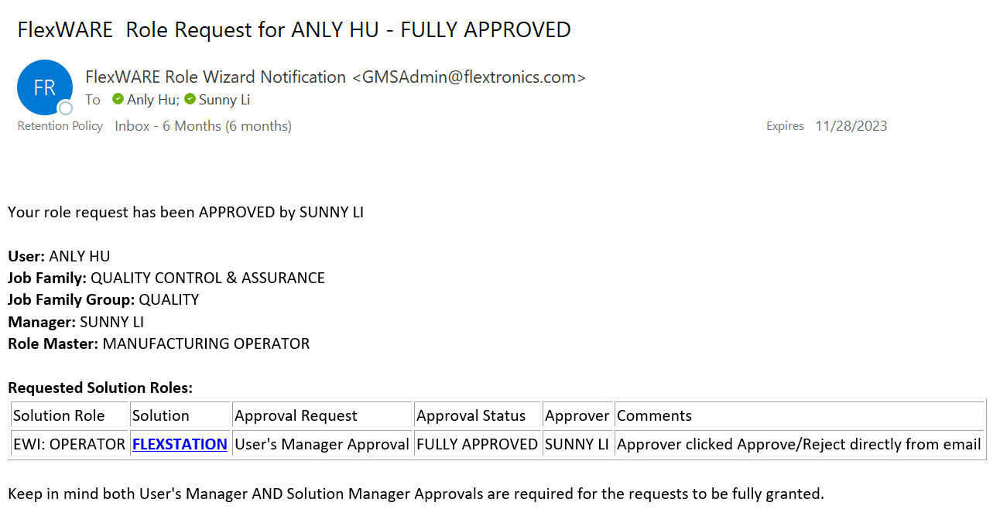 FlexWARE  Role Request for ANLY HU - FULLY APPROVED
FR
FlexWARE Role Wizard Notification <GMSAdmin@flextronics.com>
To Anly Hu; Sunny Li
Retention Policy Inbox - 6 Months (6 months) Expires 11/28/2023
Your role request has been APPROVED by SUNNY LI
User: ANLY HU
Job Family: QUALITY CONTROL & ASSURANCE
Job Family Group: QUALITY
Manager: SUNNY LI
Role Master: MANUFACTURING OPERATOR
Requested Solution Roles:
Solution Role Solution Approval Request Approval Status Approver Comments
EWI: OPERATOR FLEXSTATION User's Manager Approval FULLY APPROVED SUNNY LI Approver clicked Approve/Reject directly from email
Keep in mind both User's Manager AND Solution Manager Approvals are required for the requests to be fully granted.